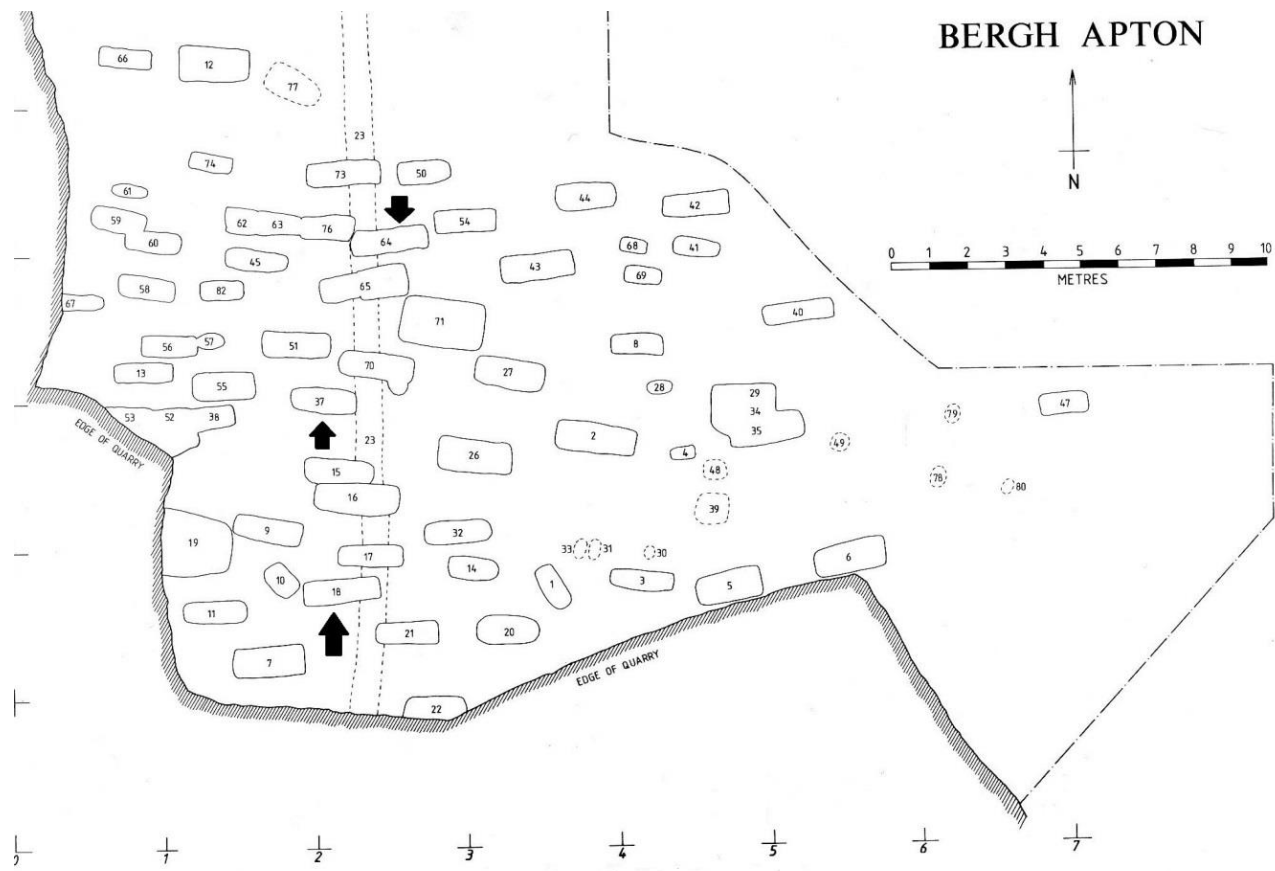 BERGH APTON
66 12 77
23
N
74 73 50
61 44 42
59 62 63 76 54
60 64 68 41
45 43 69
0 1 2 3 4 5 6 7 8 9 10
METRES
58 82 65
67 71 40
56 57 51 8
13 70 27
55 28 29
37 34 47
53 52 38 35 79
EDGE OF QUARRY
23 2 49
26 4
15 48 78
16 39 80
19 9 32
17 33 31 30 6
10 14 1 3 5
18
11 21 20
7
EDGE OF QUARRY
22
0 1 2 3 4 5 6 7